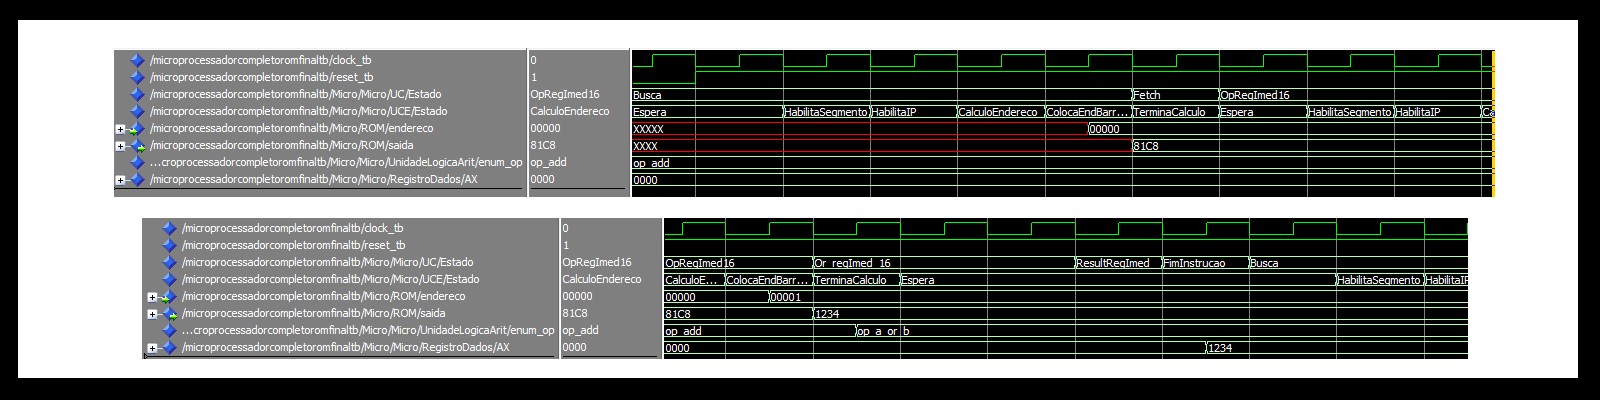 /microprocessadorcompletoromfinaltb/clock_tb 0
/microprocessadorcompletoromfinaltb/reset_tb 1
/microprocessadorcompletoromfinaltb/Micro/Micro/UC/Estado OpRegImed16 Busca Fetch OpRegImed16
/microprocessadorcompletoromfinaltb/Micro/Micro/UCE/Estado CalculoEndereco Espera HabilitaSegmento HabilitaIP CalculoEndereco ColocaEndBarr... TerminaCalculo Espera HabilitaSegmento HabilitaIP Ca
/microprocessadorcompletoromfinaltb/Micro/ROM/endereco 00000 XXXXX 00000
/microprocessadorcompletoromfinaltb/Micro/ROM/saida 81C8 XXXX 81C8
...croprocessadorcompletoromfinaltb/Micro/Micro/UnidadeLogicaArit/enum_op op_add op_add
/microprocessadorcompletoromfinaltb/Micro/Micro/RegistroDados/AX 0000 0000
/microprocessadorcompletoromfinaltb/clock_tb 0
/microprocessadorcompletoromfinaltb/reset_tb 1
/microprocessadorcompletoromfinaltb/Micro/Micro/UC/Estado OpRegImed16 OpRegImed16 Or_regImed_16 ResultRegImed FimInstrucao Busca
/microprocessadorcompletoromfinaltb/Micro/Micro/UCE/Estado CalculoEndereco CalculoE... ColocaEndBarr... TerminaCalculo Espera HabilitaSegmento HabilitaIP
/microprocessadorcompletoromfinaltb/Micro/ROM/endereco 00000 00000 00001
/microprocessadorcompletoromfinaltb/Micro/ROM/saida 81C8 81C8 1234
...croprocessadorcompletoromfinaltb/Micro/Micro/UnidadeLogicaArit/enum_op op_add op_add op_a_or_b
/microprocessadorcompletoromfinaltb/Micro/Micro/RegistroDados/AX 0000 0000 1234